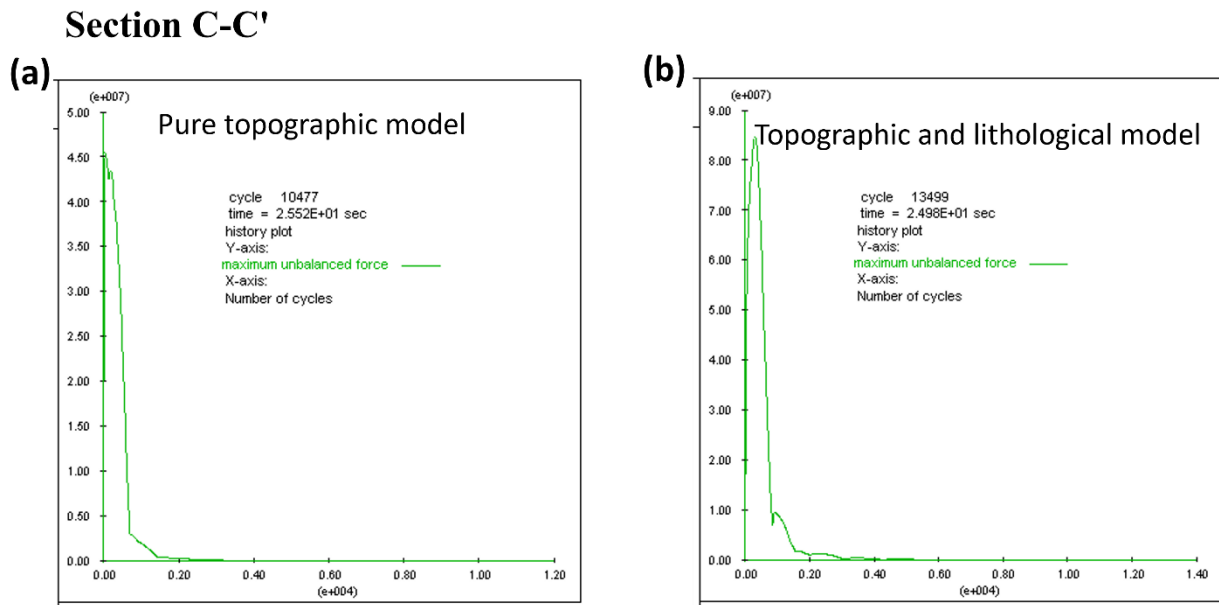 Section C-C'
(a)
(e+007)
Pure topographic model
5.00
4.50
4.00
3.50
3.00
2.50
2.00
1.50
1.00
0.50
0.00
cycle 10477
time = 2.552E+01 sec
history plot
Y-axis:
maximum unbalanced force
X-axis:
Number of cycles
0.00 0.20 0.40 0.60 0.80 1.00 1.20
(e+004)
(b)
(e+007)
Topographic and lithological model
9.00
8.00
7.00
6.00
5.00
4.00
3.00
2.00
1.00
0.00
cycle 13499
time = 2.498E+01 sec
history plot
Y-axis:
maximum unbalanced force
X-axis:
Number of cycles
0.00 0.20 0.40 0.60 0.80 1.00 1.20 1.40
(e+004)